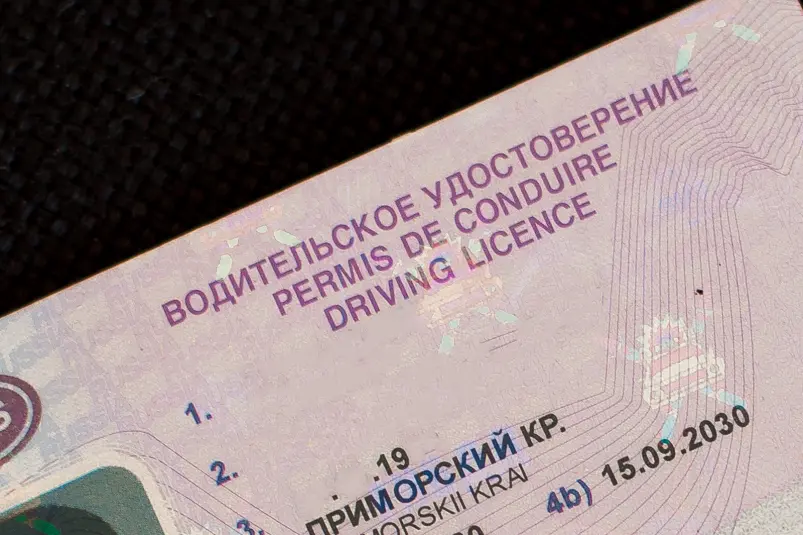 ВОДИТЕЛЬСКОЕ УДОСТОВЕРЕНИЕ
PERMIS DE CONDUIRE
DRIVING LICENCE
1.
2.
3. . .19
ПРИМОРСКИЙ КР.
MORSKII KRAI
4b) 15.09.2030